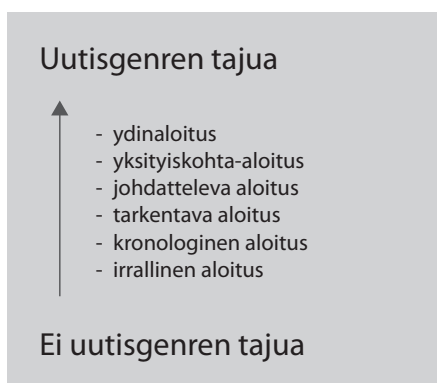 Uutisgenren tajua
- ydinaloitus
- yksityiskohta-aloitus
- johdatteleva aloitus
- tarkentava aloitus
- kronologinen aloitus
- irrallinen aloitus
Ei uutisgenren tajua